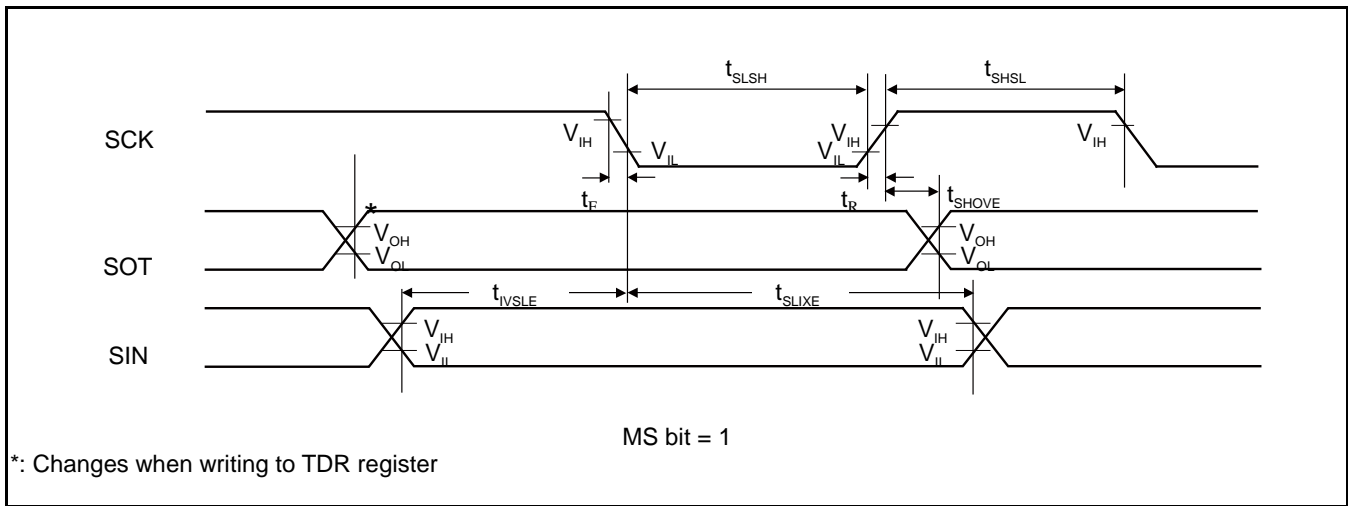 tSLSH
tSHSL
SCK
VIH
VIL
VIH
VIL
VIH
tF
tR
tSHOVE
*
SOT
VOH
VOL
VOH
VOL
tIVSLE
tSLIXE
SIN
VIH
VIL
VIH
VIL
MS bit = 1
*: Changes when writing to TDR register